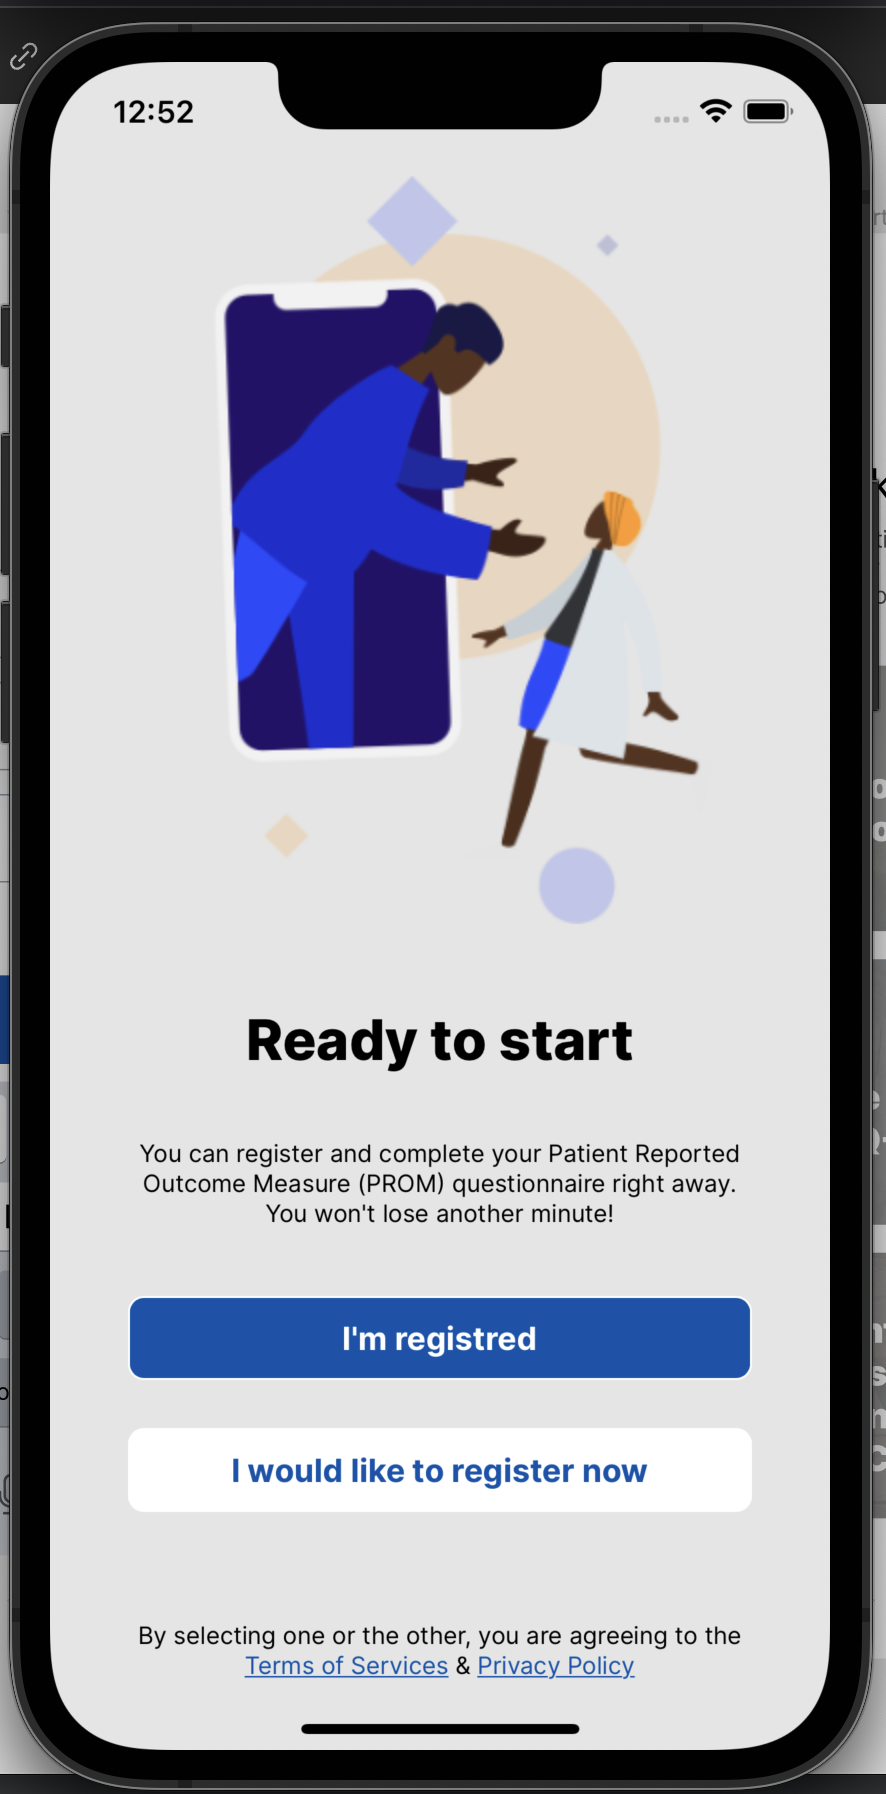 12:52
Ready to start
You can register and complete your Patient Reported
Outcome Measure (PROM) questionnaire right away.
You won't lose another minute!
I'm registred
I would like to register now
By selecting one or the other, you are agreeing to the
Terms of Services & Privacy Policy